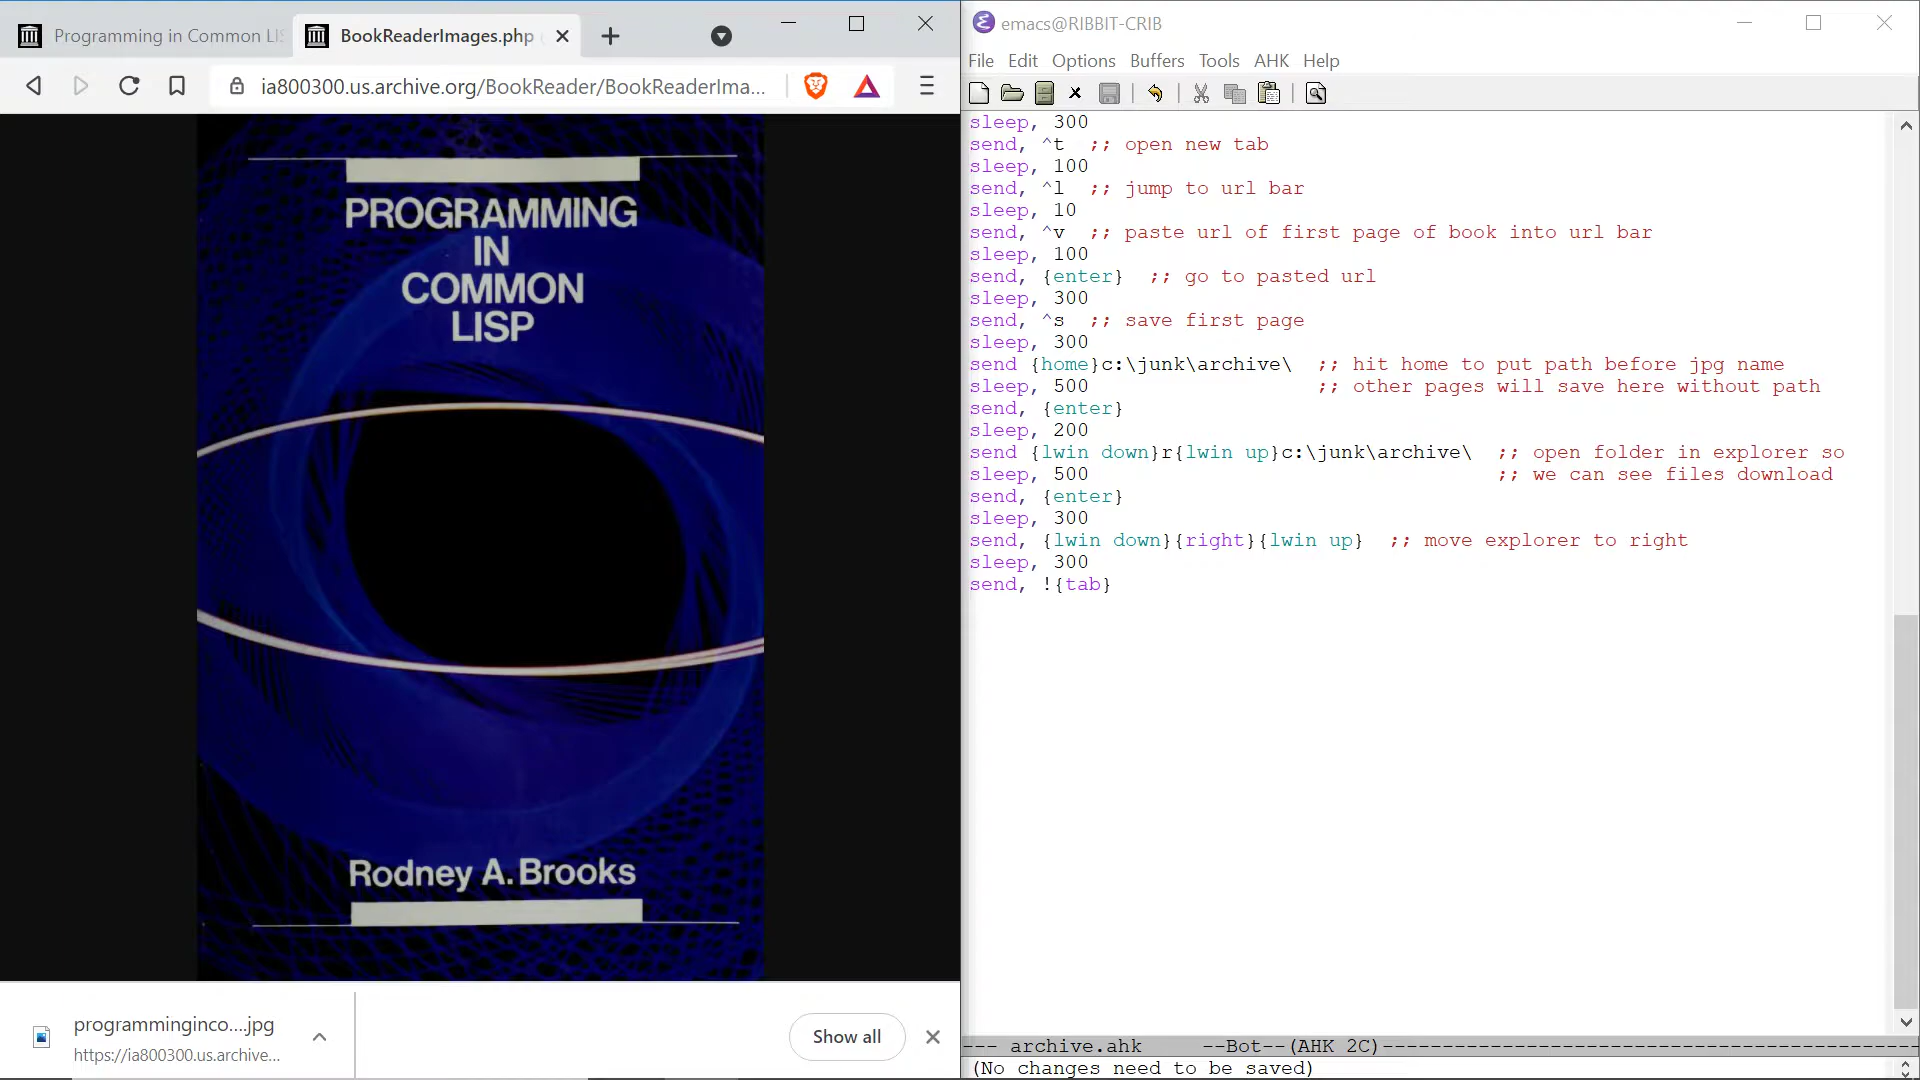 Programming in Common LI
BookReaderImages.php
ia800300.us.archive.org/BookReader/BookReaderIma...
PROGRAMMING
IN
COMMON
LISP
Rodney A. Brooks
programminginco....jpg
https://ia800300.us.archive...
Show all
emacs@RIBBIT-CRIB
File Edit Options Buffers Tools AHK Help
sleep, 300
send, ^t ;; open new tab
sleep, 100
send, ^l ;; jump to url bar
sleep, 10
send, ^v ;; paste url of first page of book into url bar
sleep, 100
send, {enter} ;; go to pasted url
sleep, 300
send, ^s ;; save first page
sleep, 300
send {home}c:\junk\archive\ ;; hit home to put path before jpg name
sleep, 500 ;; other pages will save here without path
send, {enter}
sleep, 200
send {lwin down}r{lwin up}c:\junk\archive\ ;; open folder in explorer so
sleep, 500 ;; we can see files download
send, {enter}
sleep, 300
send, {lwin down}{right}{lwin up} ;; move explorer to right
sleep, 300
send, !{tab}
--- archive.ahk --Bot--(AHK 2C)--------------------------------------------
(No changes need to be saved)